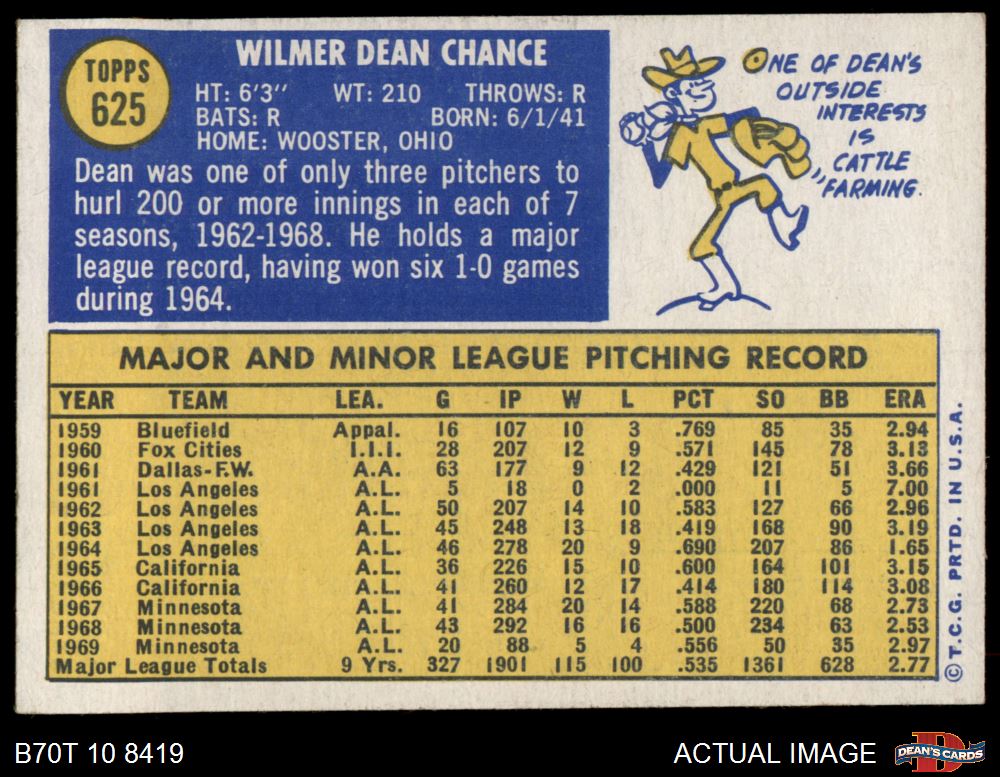 TOPPS
625
WILMER DEAN CHANCE
HT: 6'3" WT: 210 THROWS: R
BATS: R BORN: 6/1/41
HOME: WOOSTER, OHIO
Dean was one of only three pitchers to
hurl 200 or more innings in each of 7
seasons, 1962-1968. He holds a major
league record, having won six 1-0 games
during 1964.
ONE OF DEAN'S
OUTSIDE
INTERESTS
IS
CATTLE
FARMING.
MAJOR AND MINOR LEAGUE PITCHING RECORD
YEAR TEAM LEA. G IP W L PCT SO BB ERA
1959 Bluefield Appal. 16 107 10 3 .769 85 35 2.94
1960 Fox Cities I.I.I. 28 207 12 9 .571 145 78 3.13
1961 Dallas-F.W. A.A. 63 177 9 12 .429 121 51 3.66
1961 Los Angeles A.L. 5 18 0 2 .000 11 5 7.00
1962 Los Angeles A.L. 50 207 14 10 .583 127 66 2.96
1963 Los Angeles A.L. 45 248 13 18 .419 168 90 3.19
1964 Los Angeles A.L. 46 278 20 9 .690 207 86 1.65
1965 California A.L. 36 226 15 10 .600 164 101 3.15
1966 California A.L. 41 260 12 17 .414 180 114 3.08
1967 Minnesota A.L. 41 284 20 14 .588 220 68 2.73
1968 Minnesota A.L. 43 292 16 16 .500 234 63 2.53
1969 Minnesota A.L. 20 88 5 4 .556 50 35 2.97
Major League Totals 9 Yrs. 327 1901 115 100 .535 1361 628 2.77
© T.C.G. PRTD. IN U.S.A.
B70T 10 8419
ACTUAL IMAGE
D
DEAN'S CARDS